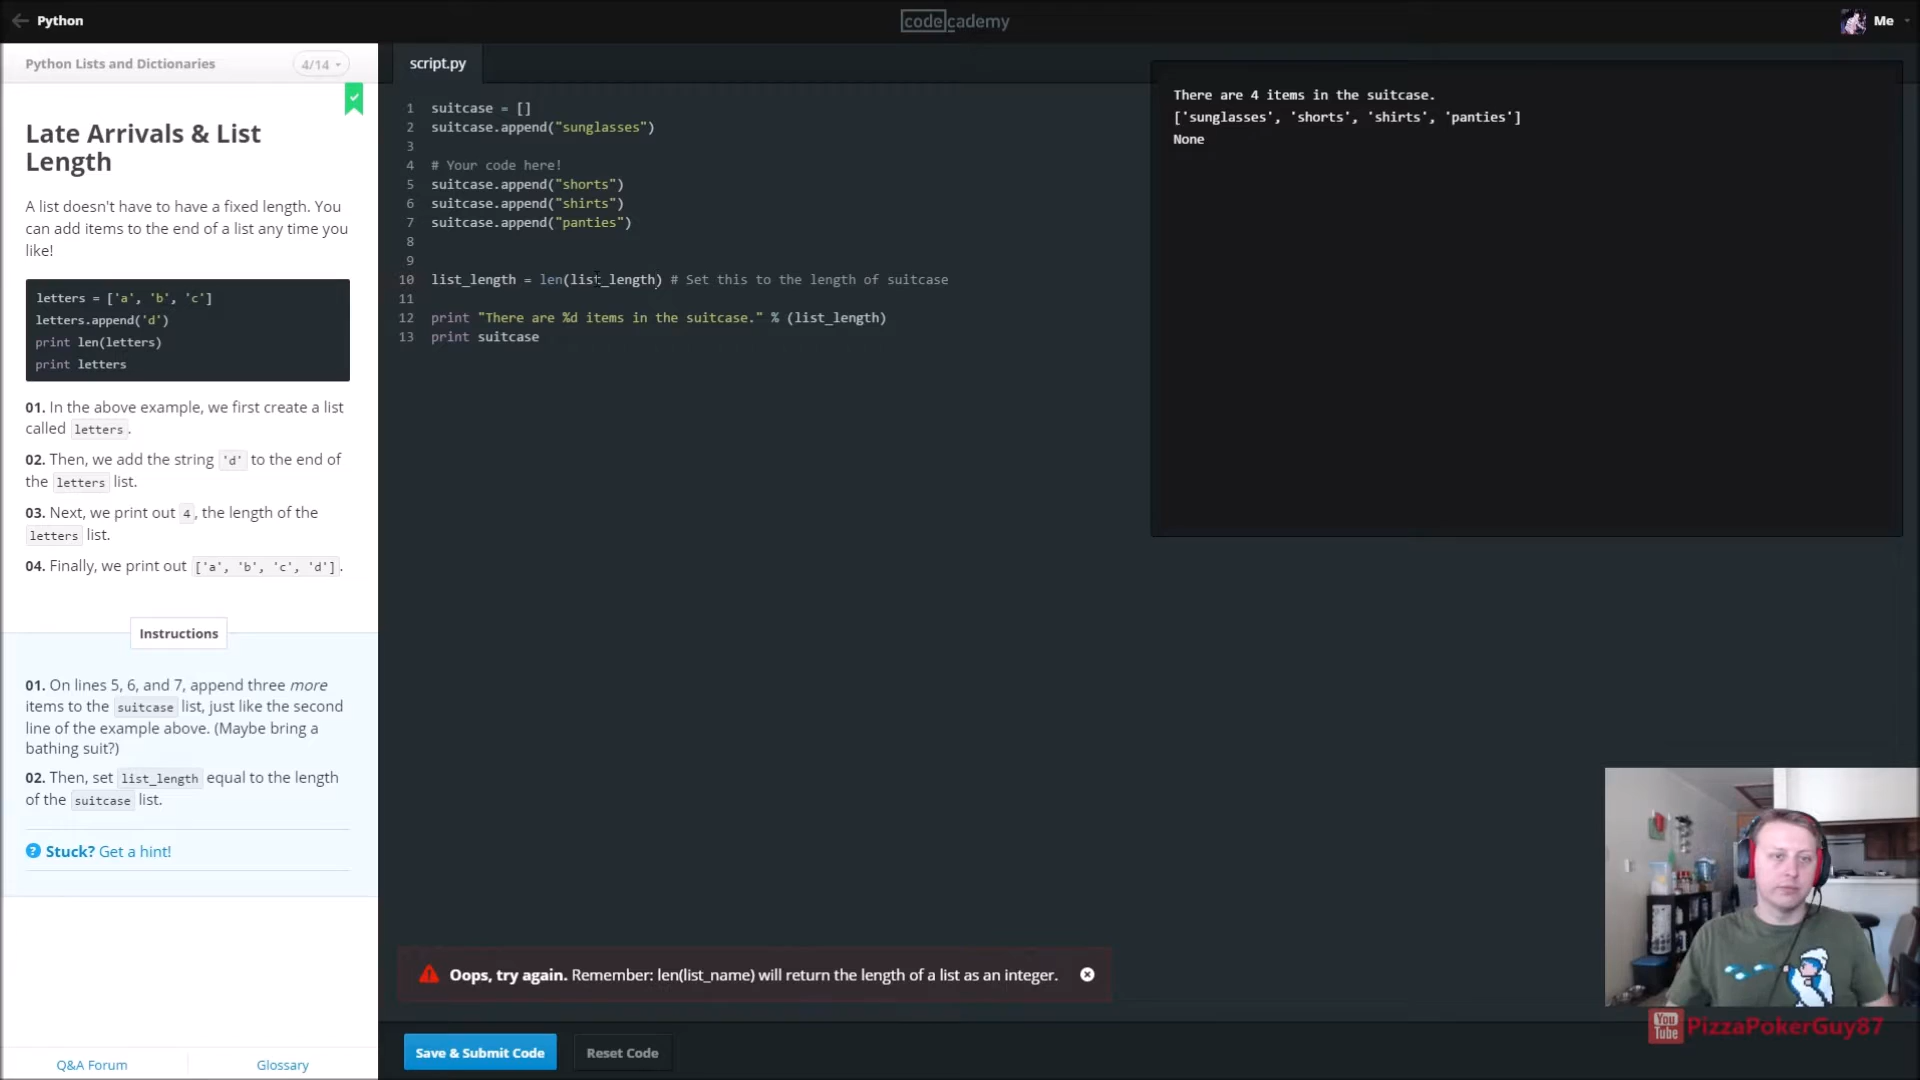 Python
codecademy
Me
Python Lists and Dictionaries
4/14
script.py
Late Arrivals & List
Length
A list doesn't have to have a fixed length. You
can add items to the end of a list any time you
like!
letters = ['a', 'b', 'c']
letters.append('d')
print len(letters)
print letters
01. In the above example, we first create a list
called letters.
02. Then, we add the string 'd' to the end of
the letters list.
03. Next, we print out 4, the length of the
letters list.
04. Finally, we print out ['a', 'b', 'c', 'd'].
Instructions
01. On lines 5, 6, and 7, append three more
items to the suitcase list, just like the second
line of the example above. (Maybe bring a
bathing suit?)
02. Then, set list_length equal to the length
of the suitcase list.
? Stuck? Get a hint!
Q&A Forum
Glossary
1 suitcase = []
2 suitcase.append("sunglasses")
3
4 # Your code here!
5 suitcase.append("shorts")
6 suitcase.append("shirts")
7 suitcase.append("panties")
8
9
10 list_length = len(list_length) # Set this to the length of suitcase
11
12 print "There are %d items in the suitcase." % (list_length)
13 print suitcase
There are 4 items in the suitcase.
['sunglasses', 'shorts', 'shirts', 'panties']
None
Oops, try again. Remember: len(list_name) will return the length of a list as an integer.
Save & Submit Code
Reset Code
You
Tube
PizzaPokerGuy87